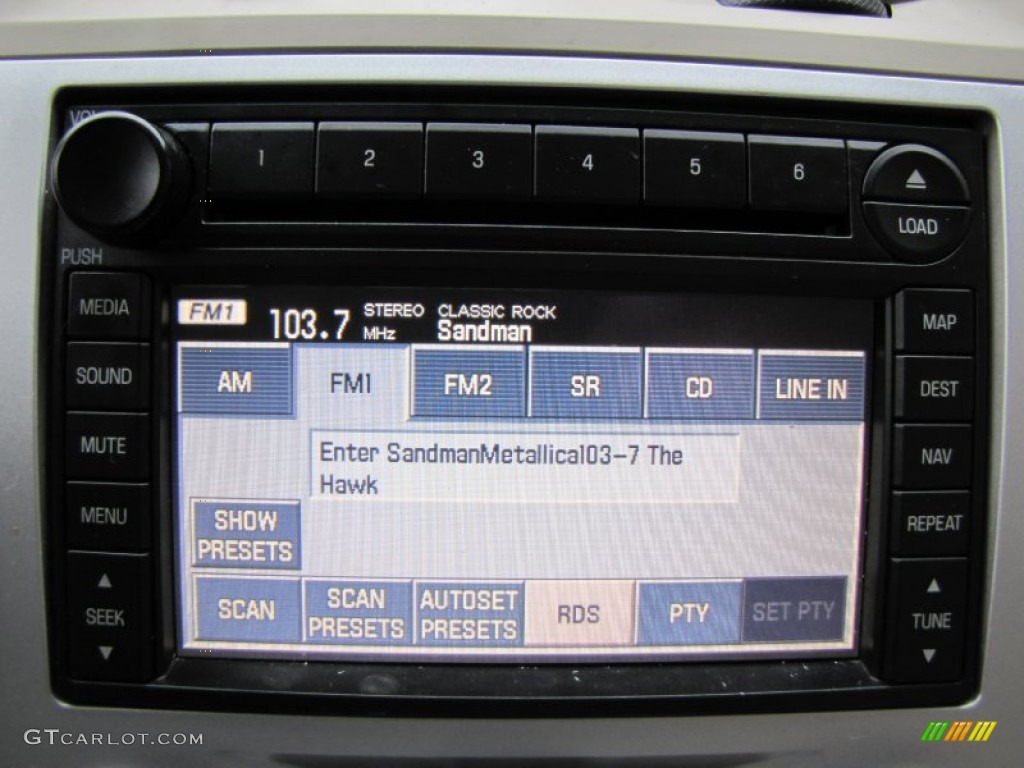 VOL
1 2 3 4 5 6
LOAD
PUSH
MEDIA
SOUND
MUTE
MENU
SEEK
FM1 103.7 STEREO CLASSIC ROCK
MHz Sandman
AM FM1 FM2 SR CD LINE IN
Enter SandmanMetallica103-7 The
Hawk
SHOW
PRESETS
SCAN SCAN PRESETS AUTOSET PRESETS RDS PTY SET PTY
MAP
DEST
NAV
REPEAT
TUNE
GTCARLOT.COM